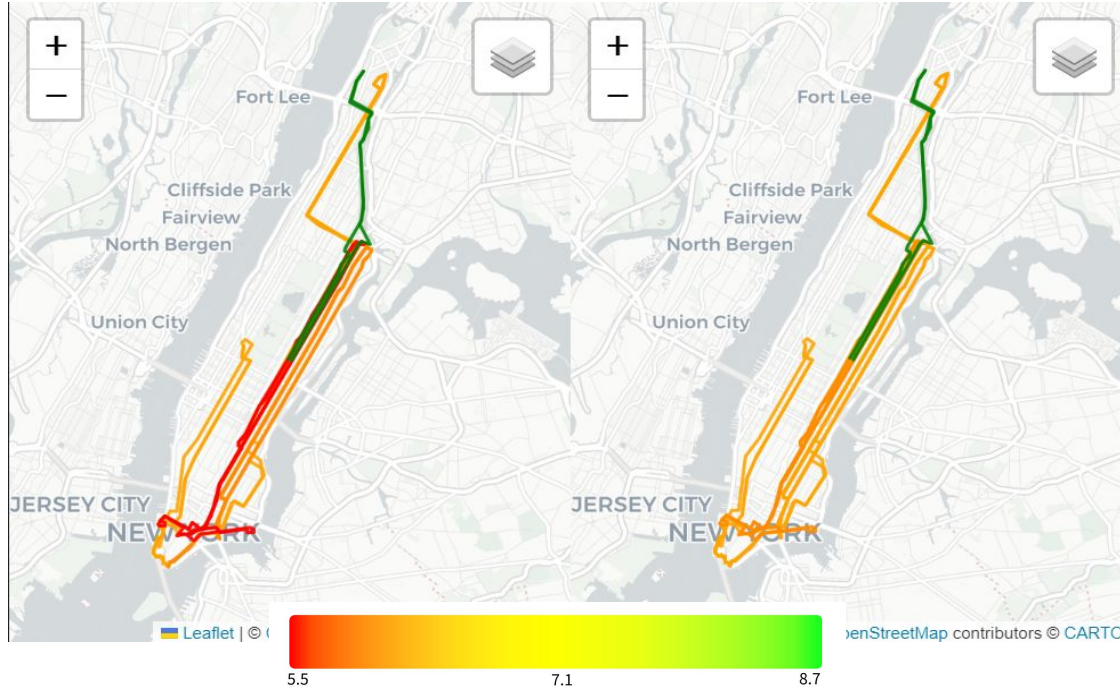 +
−
Fort Lee
Cliffside Park
Fairview
North Bergen
Union City
JERSEY CITY
NEW YORK
Leaflet | ©
+
−
Fort Lee
Cliffside Park
Fairview
North Bergen
Union City
JERSEY CITY
NEW YORK
penStreetMap contributors © CARTO
5.5 7.1 8.7